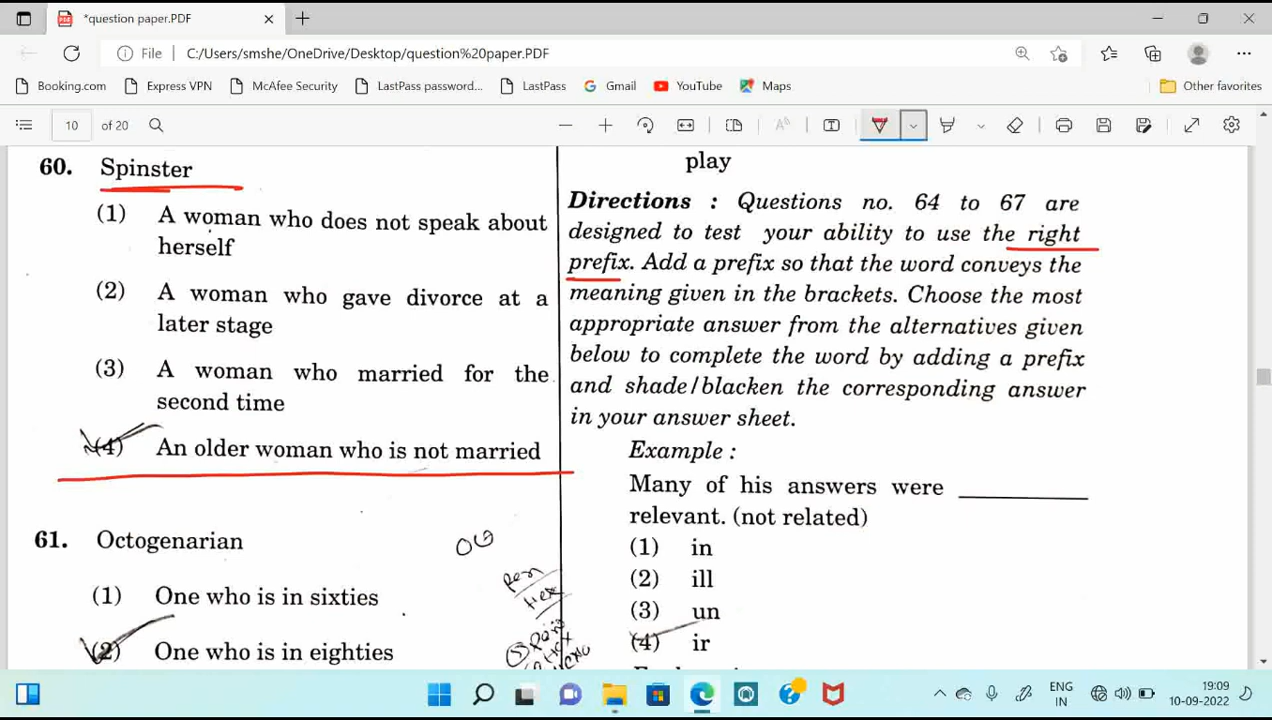 *question paper.PDF
File
C:/Users/smshe/OneDrive/Desktop/question%20paper.PDF
Booking.com
Express VPN
McAfee Security
LastPass password...
LastPass
Gmail
YouTube
Maps
Other favorites
10 of 20
60. Spinster
(1) A woman who does not speak about
herself
(2) A woman who gave divorce at a
later stage
(3) A woman who married for the
second time
(4) An older woman who is not married
61. Octogenarian
(1) One who is in sixties
(2) One who is in eighties
play
Directions : Questions no. 64 to 67 are
designed to test your ability to use the right
prefix. Add a prefix so that the word conveys the
meaning given in the brackets. Choose the most
appropriate answer from the alternatives given
below to complete the word by adding a prefix
and shade/blacken the corresponding answer
in your answer sheet.
Example :
Many of his answers were ________
relevant. (not related)
(1) in
(2) ill
(3) un
(4) ir
ENG
IN
19:09
10-09-2022